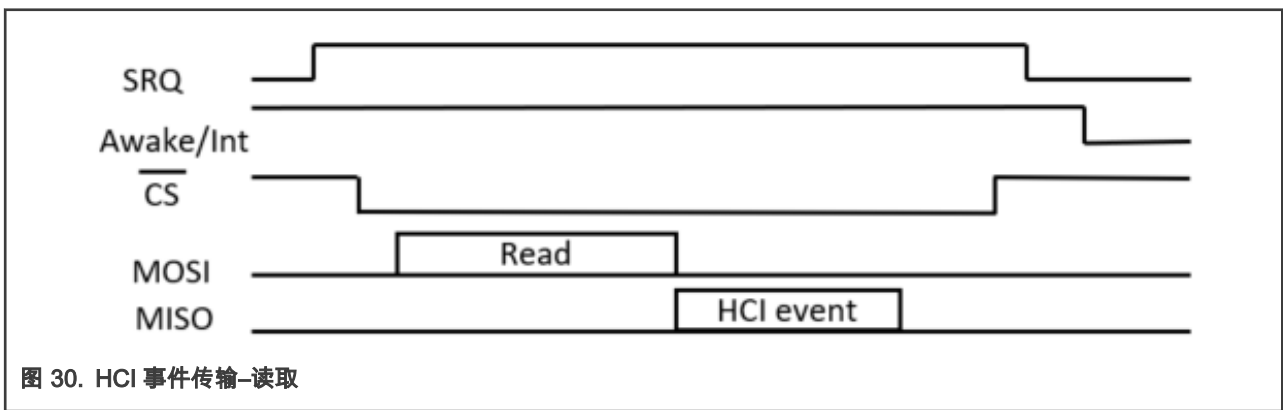 SRQ
Awake/Int
CS
MOSI
Read
MISO
HCI event
图 30. HCI 事件传输–读取